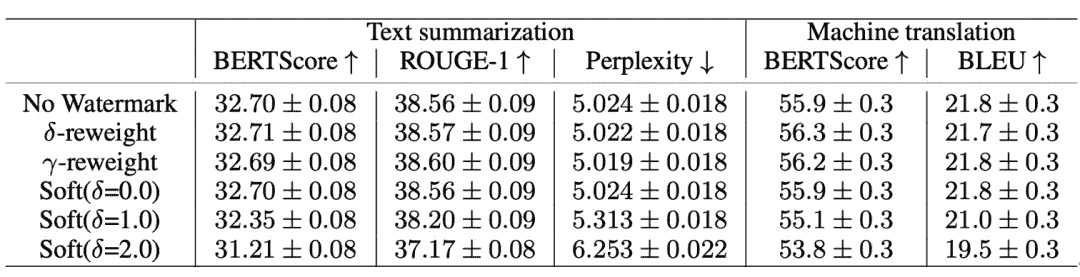 Text summarization Machine translation
BERTScore ↑ ROUGE-1 ↑ Perplexity ↓ BERTScore ↑ BLEU ↑
No Watermark 32.70 ± 0.08 38.56 ± 0.09 5.024 ± 0.018 55.9 ± 0.3 21.8 ± 0.3
δ-reweight 32.71 ± 0.08 38.57 ± 0.09 5.022 ± 0.018 56.3 ± 0.3 21.7 ± 0.3
γ-reweight 32.69 ± 0.08 38.60 ± 0.09 5.019 ± 0.018 56.2 ± 0.3 21.8 ± 0.3
Soft(δ=0.0) 32.70 ± 0.08 38.56 ± 0.09 5.024 ± 0.018 55.9 ± 0.3 21.8 ± 0.3
Soft(δ=1.0) 32.35 ± 0.08 38.20 ± 0.09 5.313 ± 0.018 55.1 ± 0.3 21.0 ± 0.3
Soft(δ=2.0) 31.21 ± 0.08 37.17 ± 0.08 6.253 ± 0.022 53.8 ± 0.3 19.5 ± 0.3